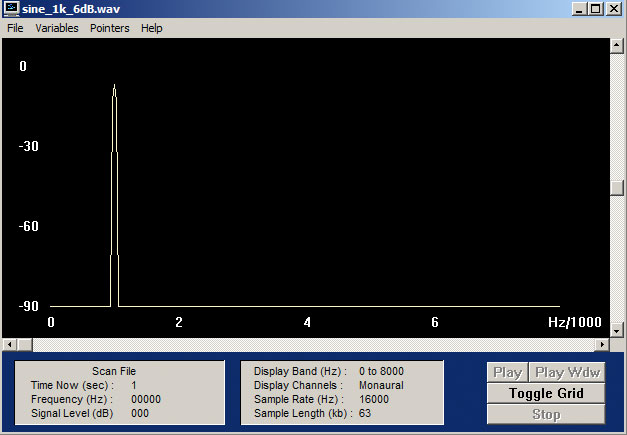 sine_1k_6dB.wav
File Variables Pointers Help
0
-30
-60
-90
0 2 4 6 Hz/1000
Scan File
Time Now (sec) : 1
Frequency (Hz) : 00000
Signal Level (dB) 000
Display Band (Hz) : 0 to 8000
Display Channels : Monaural
Sample Rate (Hz) : 16000
Sample Length (kb) : 63
Play Play Wdw
Toggle Grid
Stop